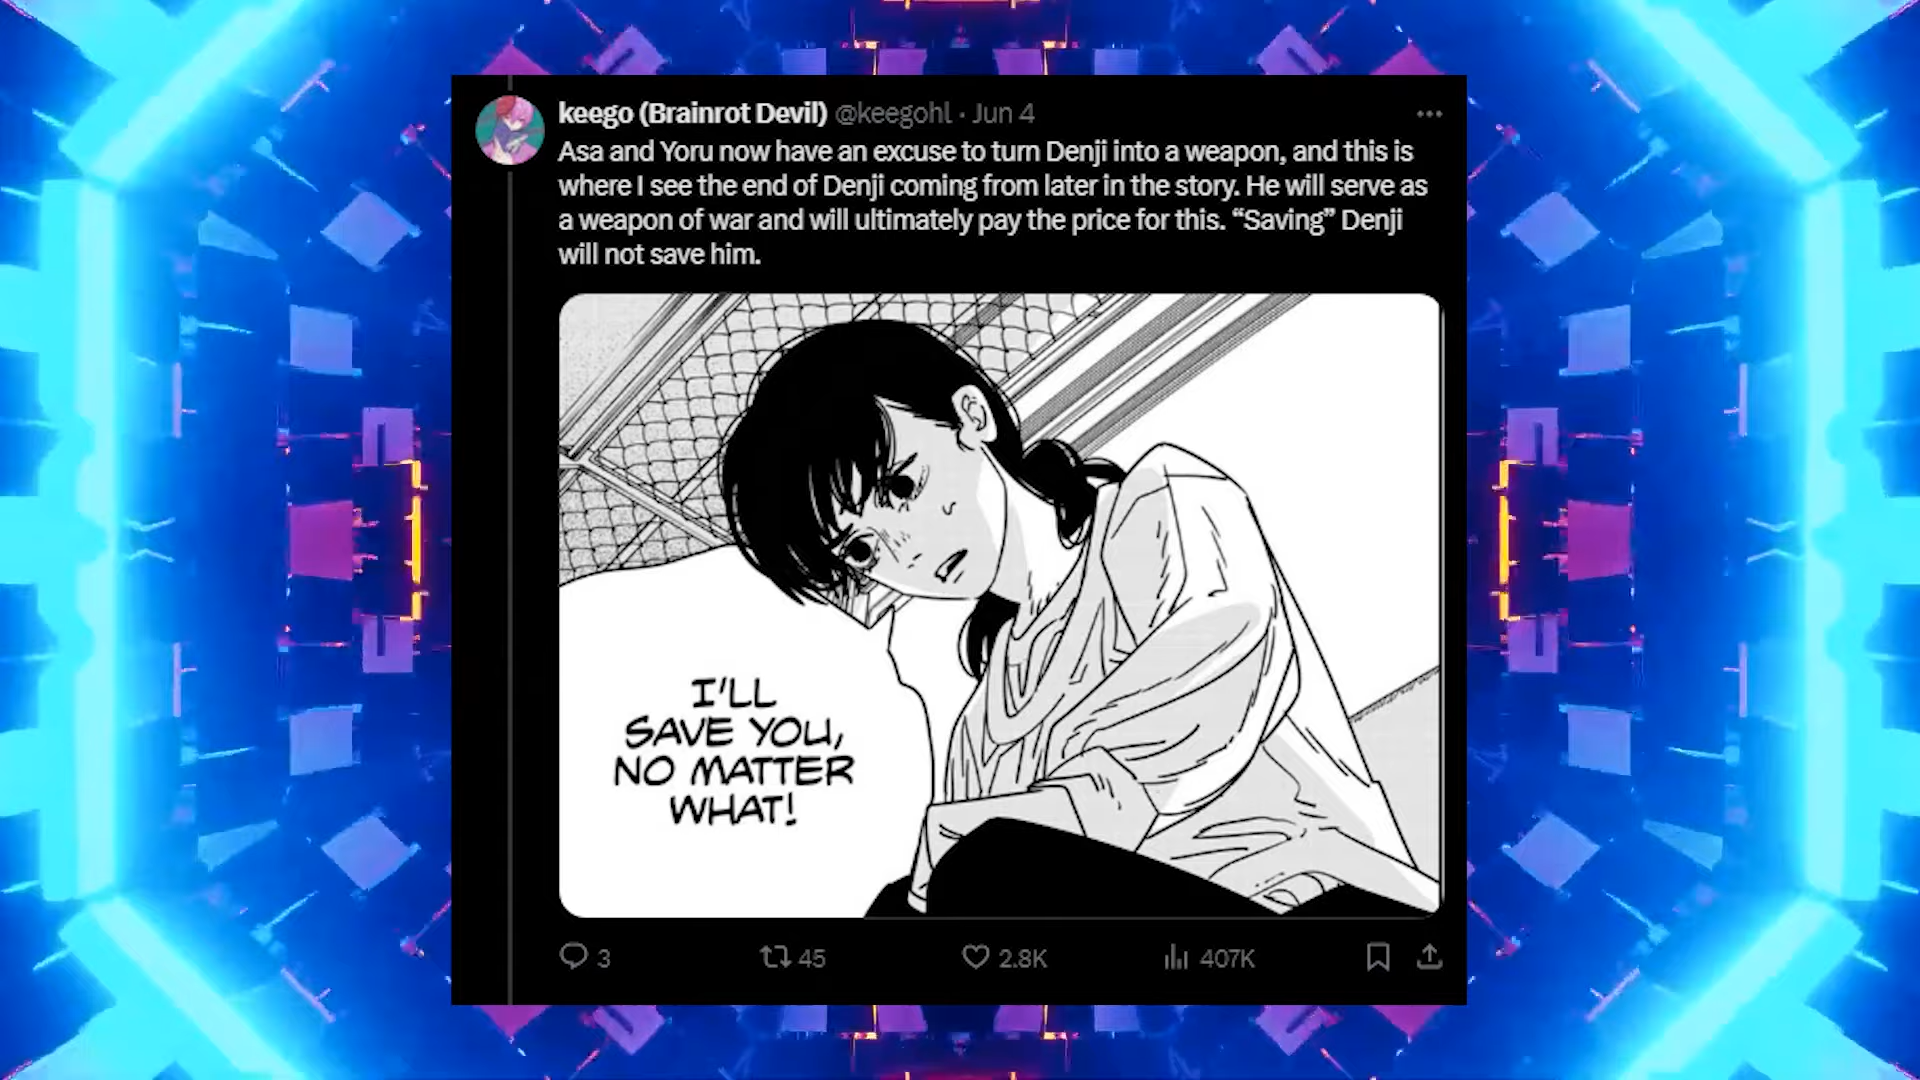 keego (Brainrot Devil) @keegohl · Jun 4
Asa and Yoru now have an excuse to turn Denji into a weapon, and this is
where I see the end of Denji coming from later in the story. He will serve as
a weapon of war and will ultimately pay the price for this. “Saving” Denji
will not save him.
I'LL
SAVE YOU,
NO MATTER
WHAT!
3 45 2.8K 407K